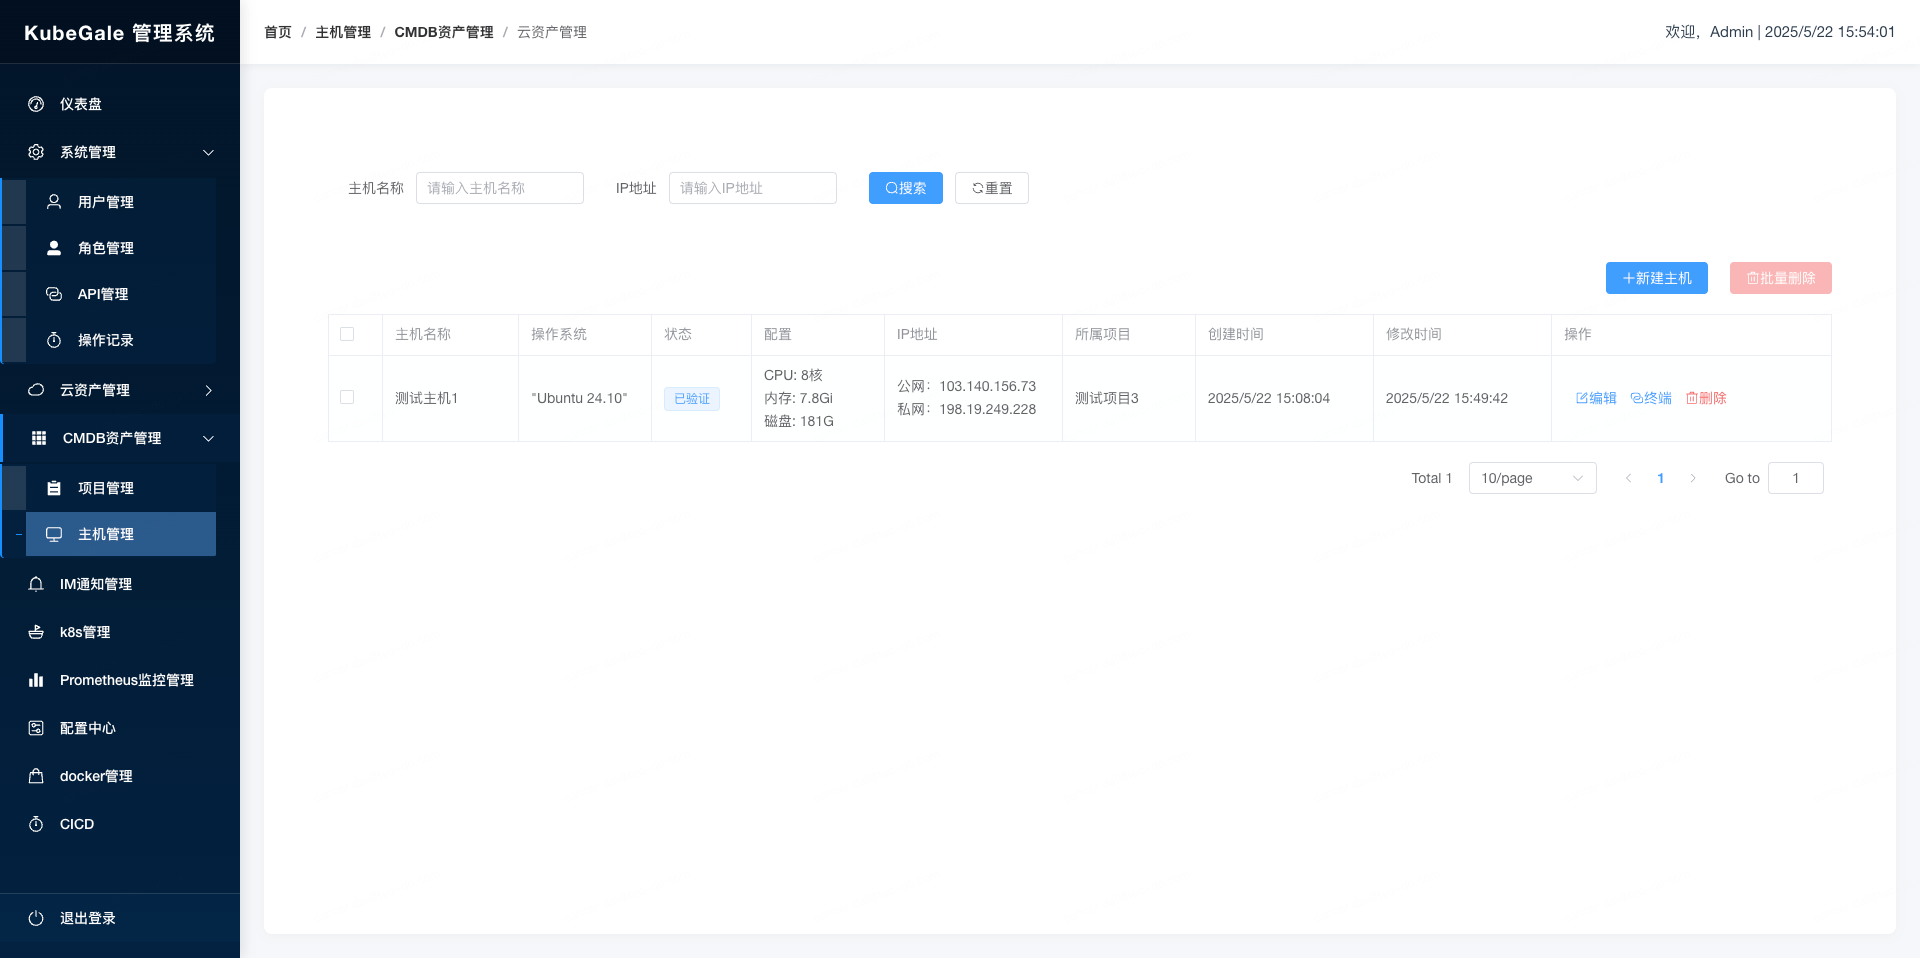 KubeGale 管理系统
首页 / 主机管理 / CMDB资产管理 / 云资产管理
欢迎，Admin | 2025/5/22 15:54:01
仪表盘
系统管理
用户管理
角色管理
API管理
操作记录
云资产管理
CMDB资产管理
项目管理
主机管理
IM通知管理
k8s管理
Prometheus监控管理
配置中心
docker管理
CICD
退出登录
主机名称 请输入主机名称 IP地址 请输入IP地址 搜索 重置
新建主机 批量删除
主机名称 操作系统 状态 配置 IP地址 所属项目 创建时间 修改时间 操作
测试主机1 "Ubuntu 24.10" 已验证
CPU: 8核
内存: 7.8Gi
磁盘: 181G
公网：103.140.156.73
私网：198.19.249.228
测试项目3 2025/5/22 15:08:04 2025/5/22 15:49:42 编辑 终端 删除
Total 1 10/page 1 Go to 1